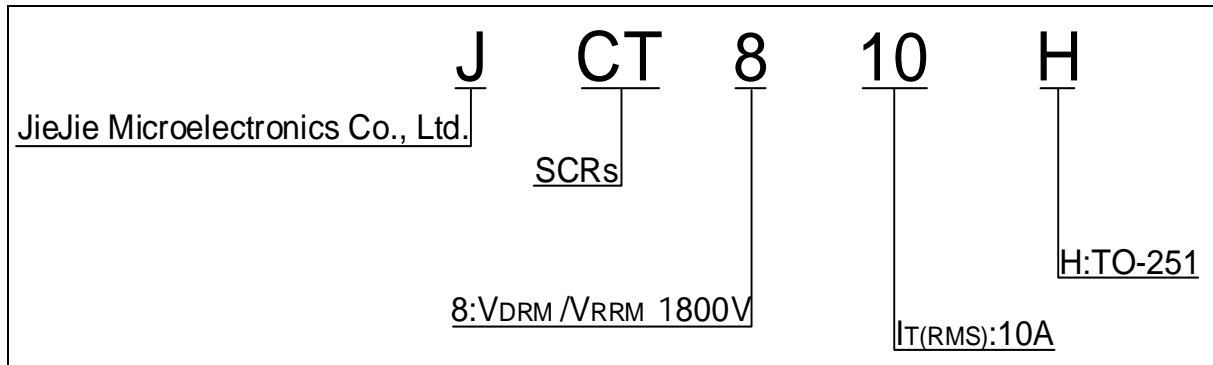 J CT 8 10 H
JieJie Microelectronics Co., Ltd.
SCRs
H:TO-251
8:VDRM /VRRM 1800V
IT(RMS):10A